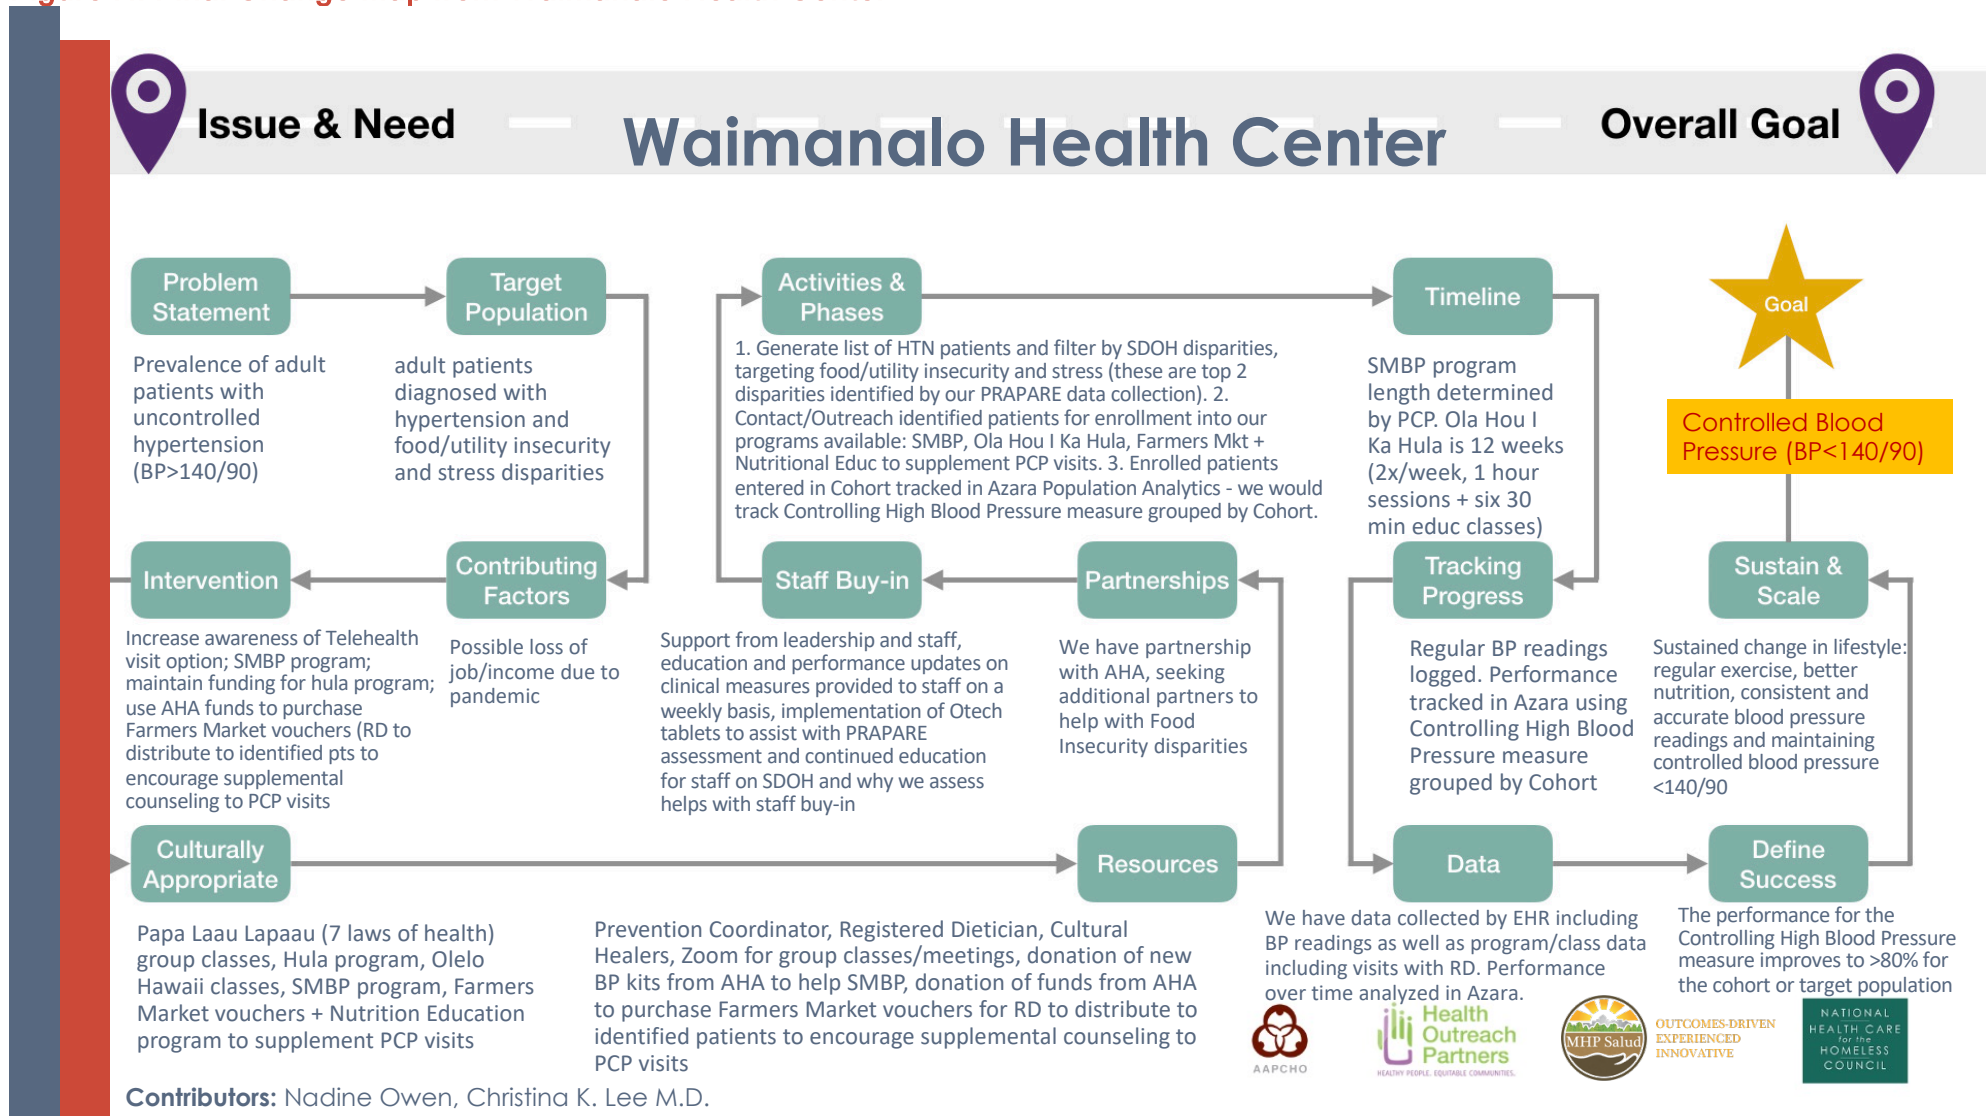 Issue & Need
Waimanalo Health Center
Overall Goal
Problem
Statement
Prevalence of adult
patients with
uncontrolled
hypertension
(BP>140/90)
Target
Population
adult patients
diagnosed with
hypertension and
food/utility insecurity
and stress disparities
Contributing
Factors
Possible loss of
job/income due to
pandemic
Intervention
Increase awareness of Telehealth
visit option; SMBP program;
maintain funding for hula program;
use AHA funds to purchase
Farmers Market vouchers (RD to
distribute to identified pts to
encourage supplemental
counseling to PCP visits
Culturally
Appropriate
Papa Laau Lapaau (7 laws of health)
group classes, Hula program, Olelo
Hawaii classes, SMBP program, Farmers
Market vouchers + Nutrition Education
program to supplement PCP visits
Resources
Prevention Coordinator, Registered Dietician, Cultural
Healers, Zoom for group classes/meetings, donation of new
BP kits from AHA to help SMBP, donation of funds from AHA
to purchase Farmers Market vouchers for RD to distribute to
identified patients to encourage supplemental counseling to
PCP visits
Partnerships
We have partnership
with AHA, seeking
additional partners to
help with Food
Insecurity disparities
Staff Buy-in
Support from leadership and staff,
education and performance updates on
clinical measures provided to staff on a
weekly basis, implementation of Otech
tablets to assist with PRAPARE
assessment and continued education
for staff on SDOH and why we assess
helps with staff buy-in
Activities &
Phases
1. Generate list of HTN patients and filter by SDOH disparities,
targeting food/utility insecurity and stress (these are top 2
disparities identified by our PRAPARE data collection). 2.
Contact/Outreach identified patients for enrollment into our
programs available: SMBP, Ola Hou I Ka Hula, Farmers Mkt +
Nutritional Educ to supplement PCP visits. 3. Enrolled patients
entered in Cohort tracked in Azara Population Analytics - we would
track Controlling High Blood Pressure measure grouped by Cohort.
Timeline
SMBP program
length determined
by PCP. Ola Hou I
Ka Hula is 12 weeks
(2x/week, 1 hour
sessions + six 30
min educ classes)
Tracking
Progress
Regular BP readings
logged. Performance
tracked in Azara using
Controlling High Blood
Pressure measure
grouped by Cohort
Data
We have data collected by EHR including
BP readings as well as program/class data
including visits with RD. Performance
over time analyzed in Azara.
Define
Success
The performance for the
Controlling High Blood Pressure
measure improves to >80% for
the cohort or target population
Sustain &
Scale
Sustained change in lifestyle:
regular exercise, better
nutrition, consistent and
accurate blood pressure
readings and maintaining
controlled blood pressure
<140/90
Goal
Controlled Blood
Pressure (BP<140/90)
AAPCHO
Health
Outreach
Partners
HEALTHY PEOPLE. EQUITABLE COMMUNITIES.
MHP Salud
OUTCOMES-DRIVEN
EXPERIENCED
INNOVATIVE
NATIONAL
HEALTH CARE
for the
HOMELESS
COUNCIL
Contributors: Nadine Owen, Christina K. Lee M.D.